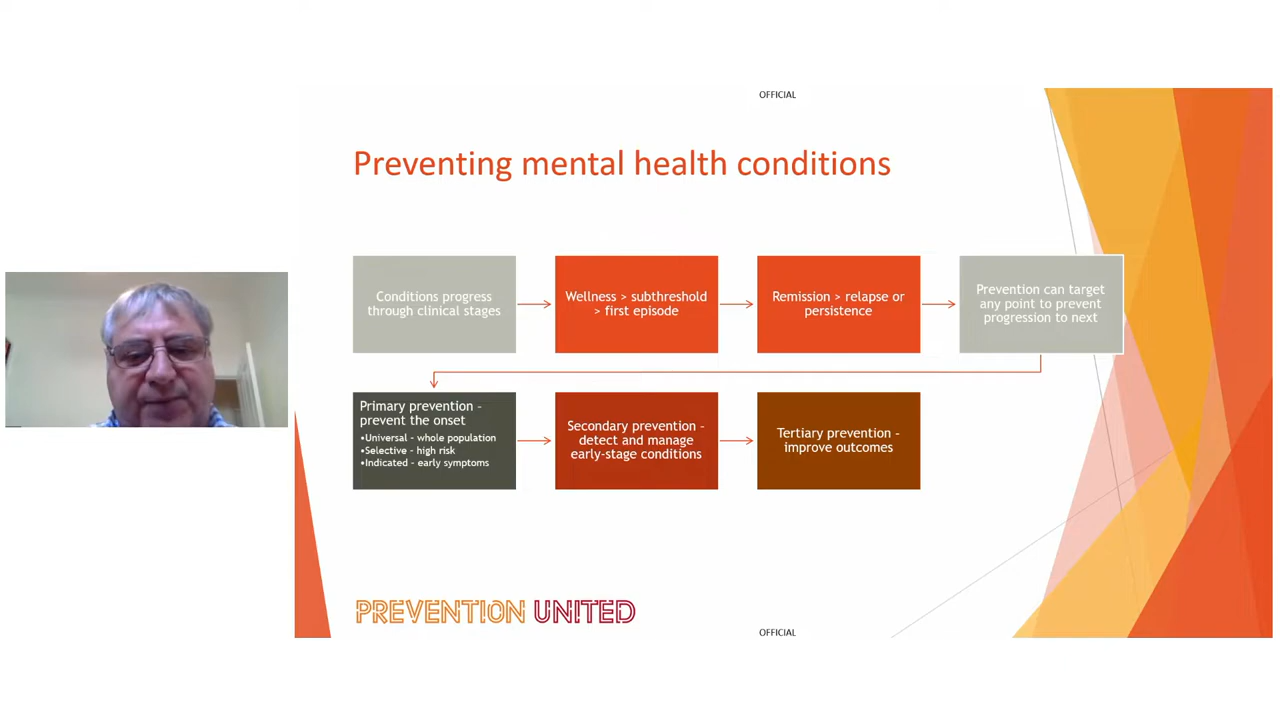 OFFICIAL
Preventing mental health conditions
Conditions progress
through clinical stages
Wellness > subthreshold
> first episode
Remission > relapse or
persistence
Prevention can target
any point to prevent
progression to next
Primary prevention –
prevent the onset
•Universal – whole population
•Selective – high risk
•Indicated – early symptoms
Secondary prevention –
detect and manage
early-stage conditions
Tertiary prevention –
improve outcomes
PREVENTION UNITED
OFFICIAL